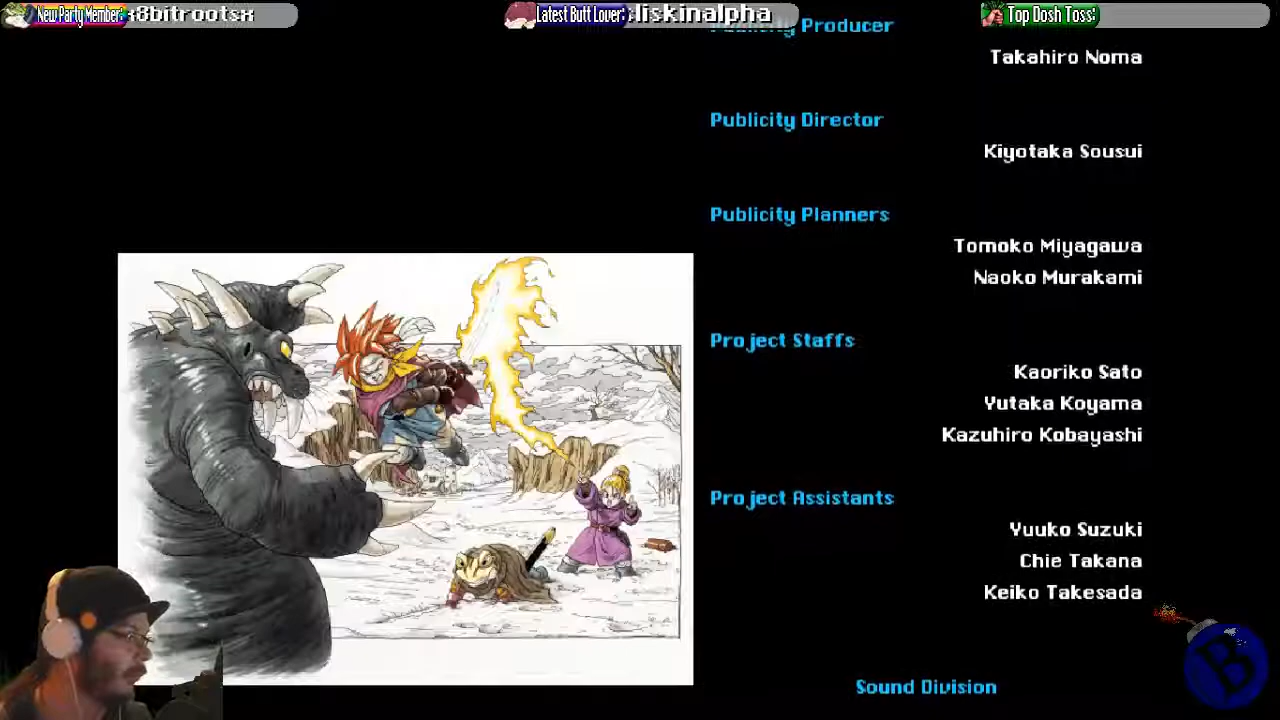 New Party Member: x8bitrootsx
Latest Butt Lover: liskinalpha
Top Dosh Toss:
Publicity Producer
Takahiro Noma
Publicity Director
Kiyotaka Sousui
Publicity Planners
Tomoko Miyagawa
Naoko Murakami
Project Staffs
Kaoriko Sato
Yutaka Koyama
Kazuhiro Kobayashi
Project Assistants
Yuuko Suzuki
Chie Takana
Keiko Takesada
B
Sound Division